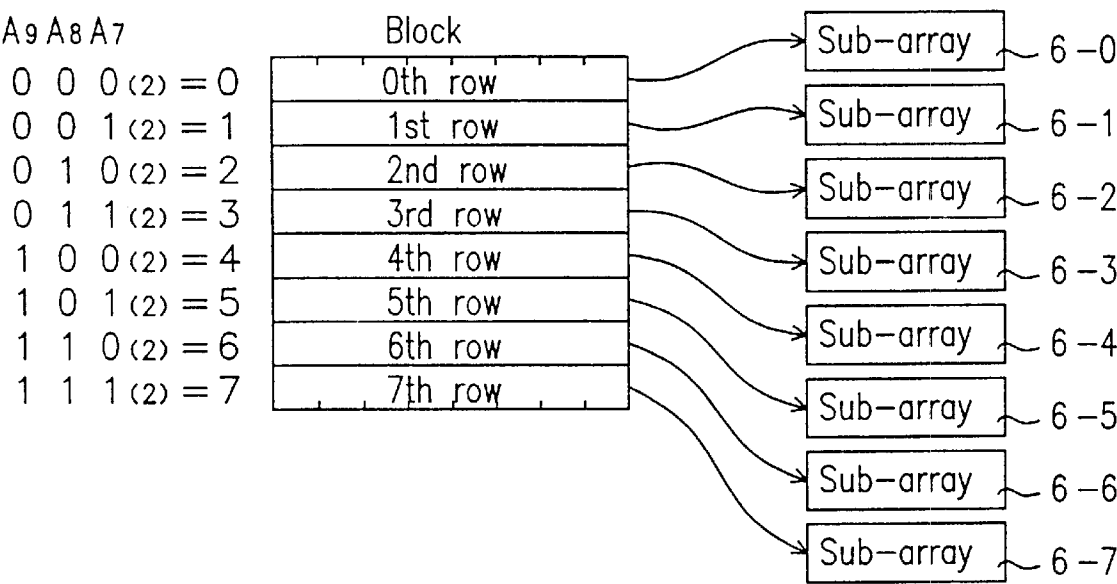 A9 A8 A7 Block
0 0 0(2) = 0 0th row Sub-array 6-0
0 0 1(2) = 1 1st row Sub-array 6-1
0 1 0(2) = 2 2nd row Sub-array 6-2
0 1 1(2) = 3 3rd row Sub-array 6-3
1 0 0(2) = 4 4th row Sub-array 6-4
1 0 1(2) = 5 5th row Sub-array 6-5
1 1 0(2) = 6 6th row Sub-array 6-6
1 1 1(2) = 7 7th row Sub-array 6-7